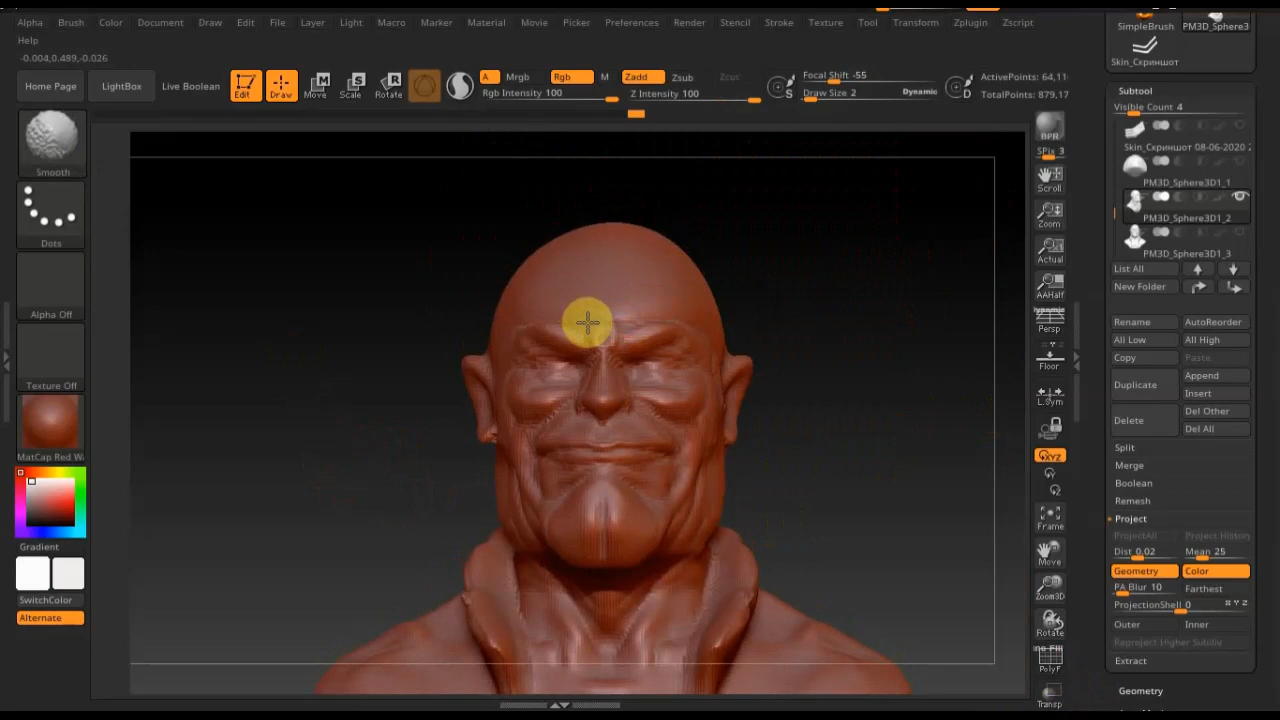 Alpha Brush Color Document Draw Edit File Layer Light Macro Marker Material Movie Picker Preferences Render Stencil Stroke Texture Tool Transform Zplugin Zscript
Help
-0.004,0.489,-0.026
Home Page
LightBox
Live Boolean
Edit
Draw
Move
Scale
Rotate
A
Mrgb
Rgb
M
Rgb Intensity 100
Zadd
Zsub
Zcut
Z Intensity 100
S
Focal Shift -55
Draw Size 2
Dynamic
D
ActivePoints: 64,11
TotalPoints: 879,17
Smooth
Dots
Alpha Off
Texture Off
MatCap Red Wa
Gradient
SwitchColor
Alternate
BPR
SPix 3
Scroll
Zoom
Actual
AAHalf
Dynamic
Persp
Floor
L.Sym
XYZ
Y
Z
Frame
Move
Zoom3D
Rotate
PolyF
Transp
SimpleBrush
PM3D_Sphere3
Skin_Скриншот
Subtool
Visible Count 4
Skin_Скриншот 08-06-2020 2
PM3D_Sphere3D1_1
PM3D_Sphere3D1_2
PM3D_Sphere3D1_3
List All
New Folder
Rename
AutoReorder
All Low
All High
Copy
Paste
Duplicate
Append
Insert
Delete
Del Other
Del All
Split
Merge
Boolean
Remesh
Project
ProjectAll
Project History
Dist 0.02
Mean 25
Geometry
Color
PA Blur 10
Farthest
ProjectionShell 0
X Y Z
Outer
Inner
Reproject Higher Subdiv
Extract
Geometry